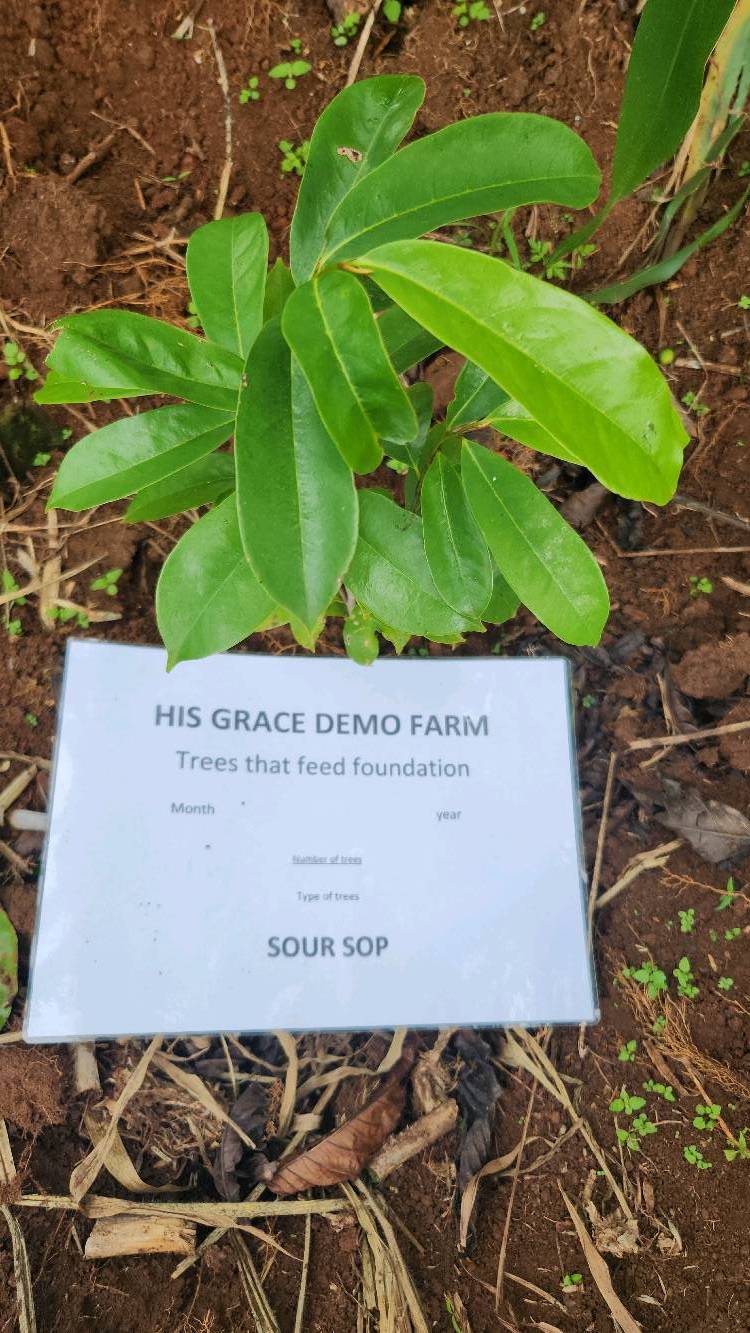 HIS GRACE DEMO FARM
Trees that feed foundation
Month year
Number of trees
Type of trees
SOUR SOP